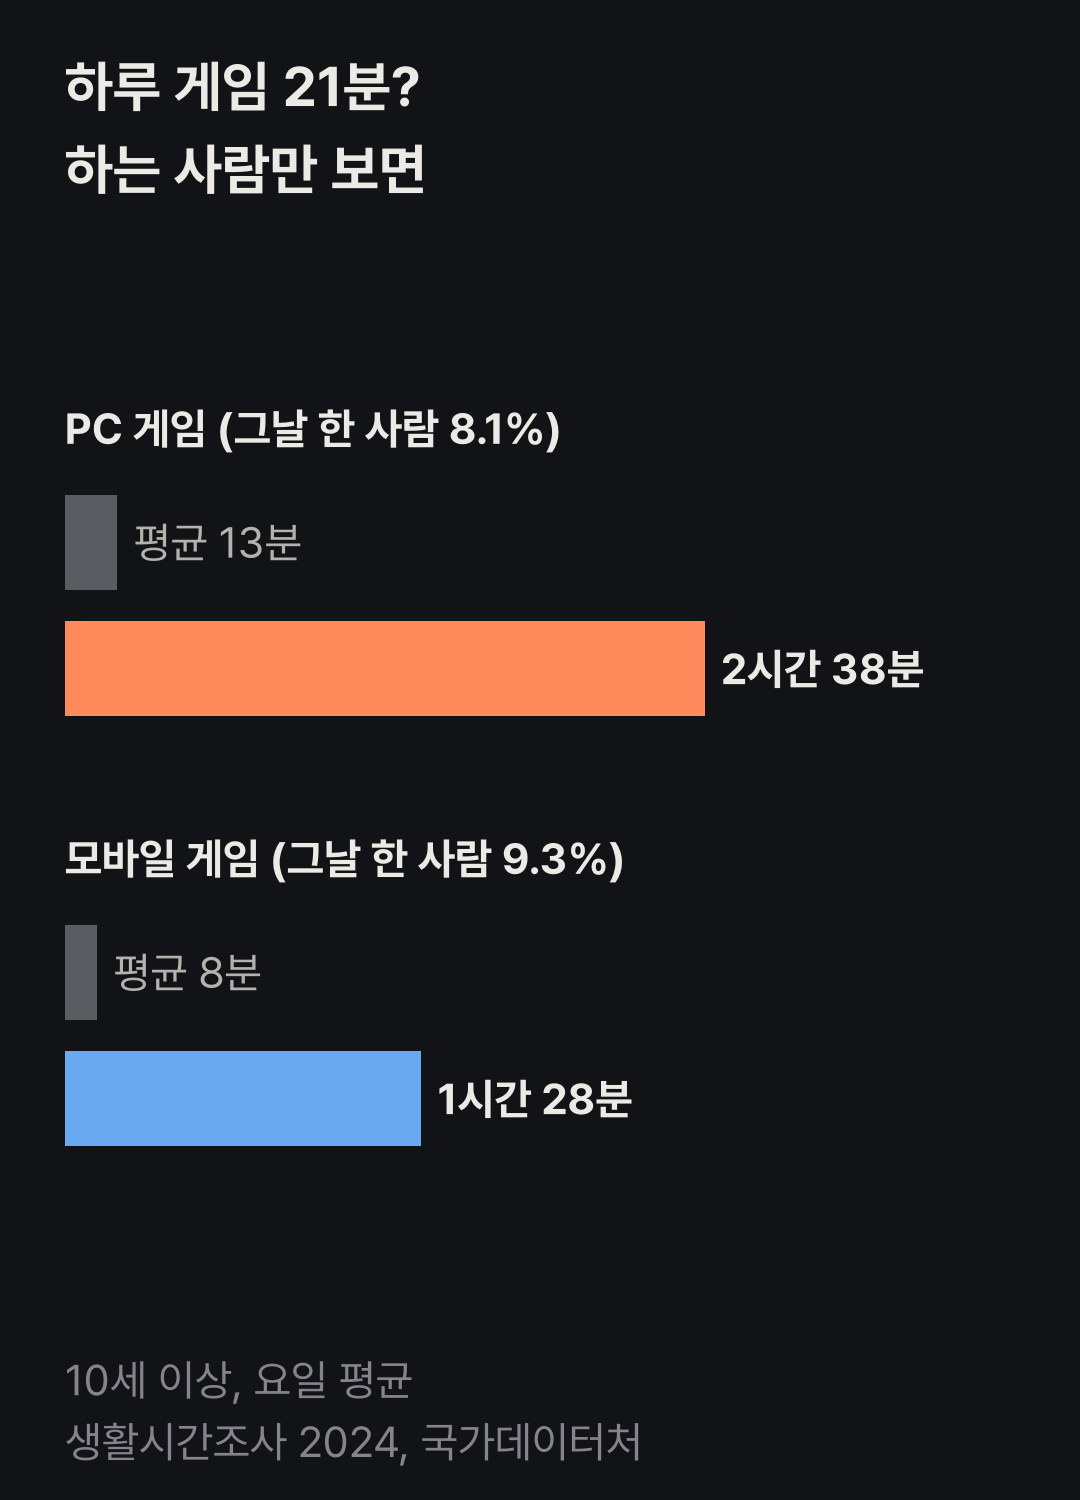 하루 게임 21분?
하는 사람만 보면
PC 게임 (그날 한 사람 8.1%)
평균 13분
2시간 38분
모바일 게임 (그날 한 사람 9.3%)
평균 8분
1시간 28분
10세 이상, 요일 평균
생활시간조사 2024, 국가데이터처